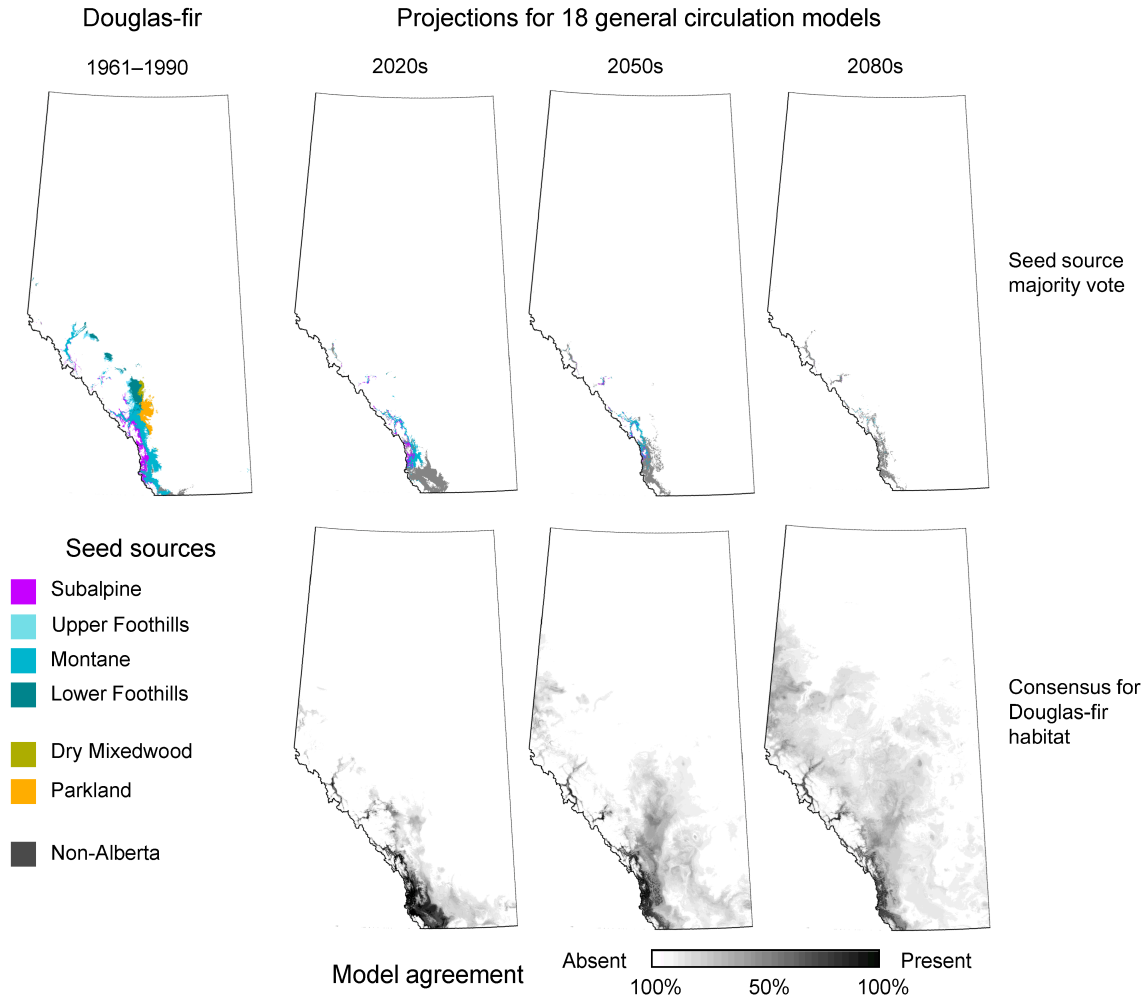 Douglas-fir
Projections for 18 general circulation models
1961–1990
2020s
2050s
2080s
Seed source
majority vote
Seed sources
Subalpine
Upper Foothills
Montane
Lower Foothills
Dry Mixedwood
Parkland
Non-Alberta
Consensus for
Douglas-fir
habitat
Model agreement
Absent
Present
100%
50%
100%